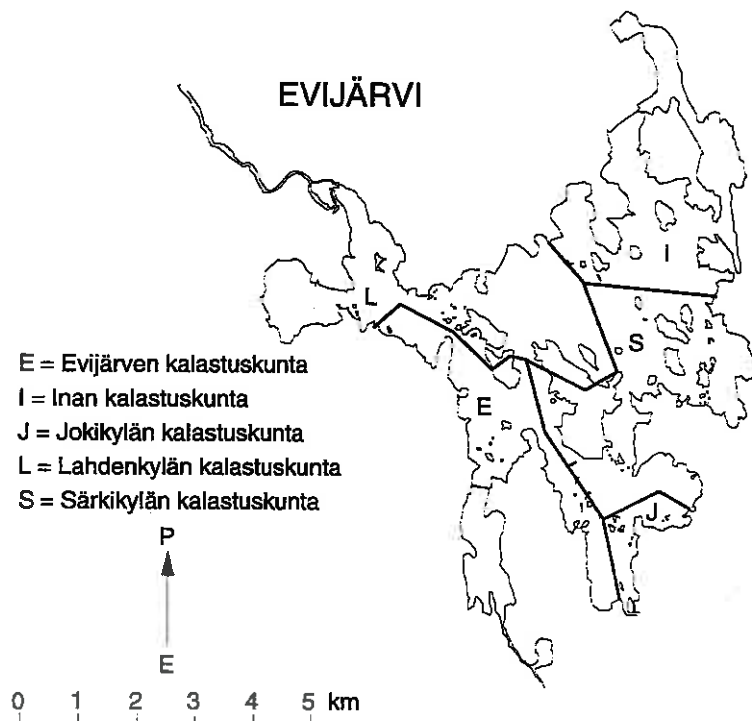 EVIJÄRVI
I
L
S
E
J
E = Evijärven kalastuskunta
I = Inan kalastuskunta
J = Jokikylän kalastuskunta
L = Lahdenkylän kalastuskunta
S = Särkikylän kalastuskunta
P
E
0 1 2 3 4 5 km